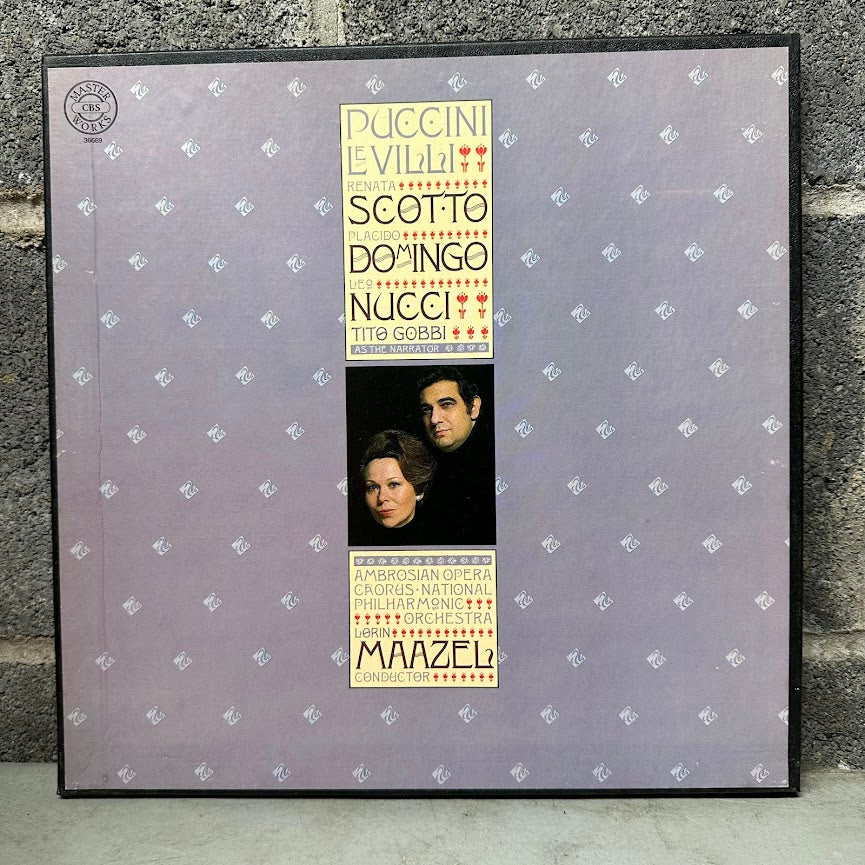 MASTER
CBS
WORKS
36669
PUCCINI
LE VILLI
RENATA
SCOTTO
PLACIDO
DOMINGO
LEO
NUCCI
TITO GOBBI
AS THE NARRATOR
AMBROSIAN OPERA
CHORUS · NATIONAL
PHILHARMONIC
ORCHESTRA
LORIN
MAAZEL
CONDUCTOR